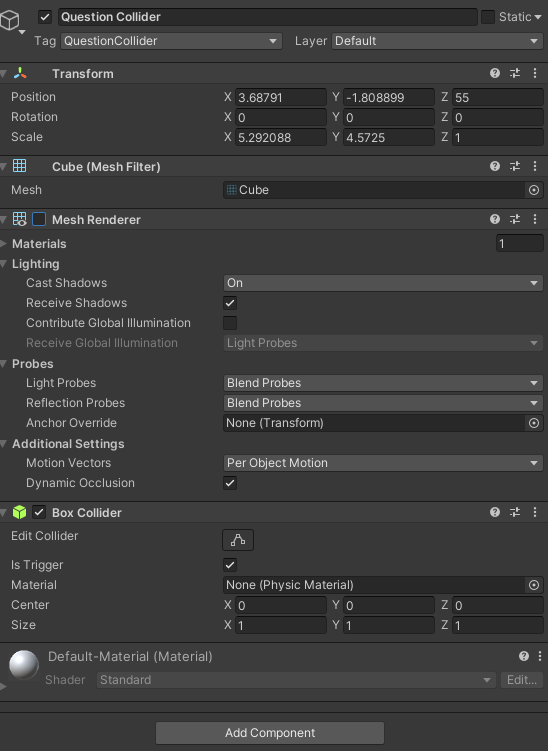 Question Collider Static
Tag QuestionCollider Layer Default
Transform
Position X 3.68791 Y -1.808899 Z 55
Rotation X 0 Y 0 Z 0
Scale X 5.292088 Y 4.5725 Z 1
Cube (Mesh Filter)
Mesh Cube
Mesh Renderer
Materials 1
Lighting
Cast Shadows On
Receive Shadows
Contribute Global Illumination
Receive Global Illumination Light Probes
Probes
Light Probes Blend Probes
Reflection Probes Blend Probes
Anchor Override None (Transform)
Additional Settings
Motion Vectors Per Object Motion
Dynamic Occlusion
Box Collider
Edit Collider
Is Trigger
Material None (Physic Material)
Center X 0 Y 0 Z 0
Size X 1 Y 1 Z 1
Default-Material (Material)
Shader Standard Edit...
Add Component